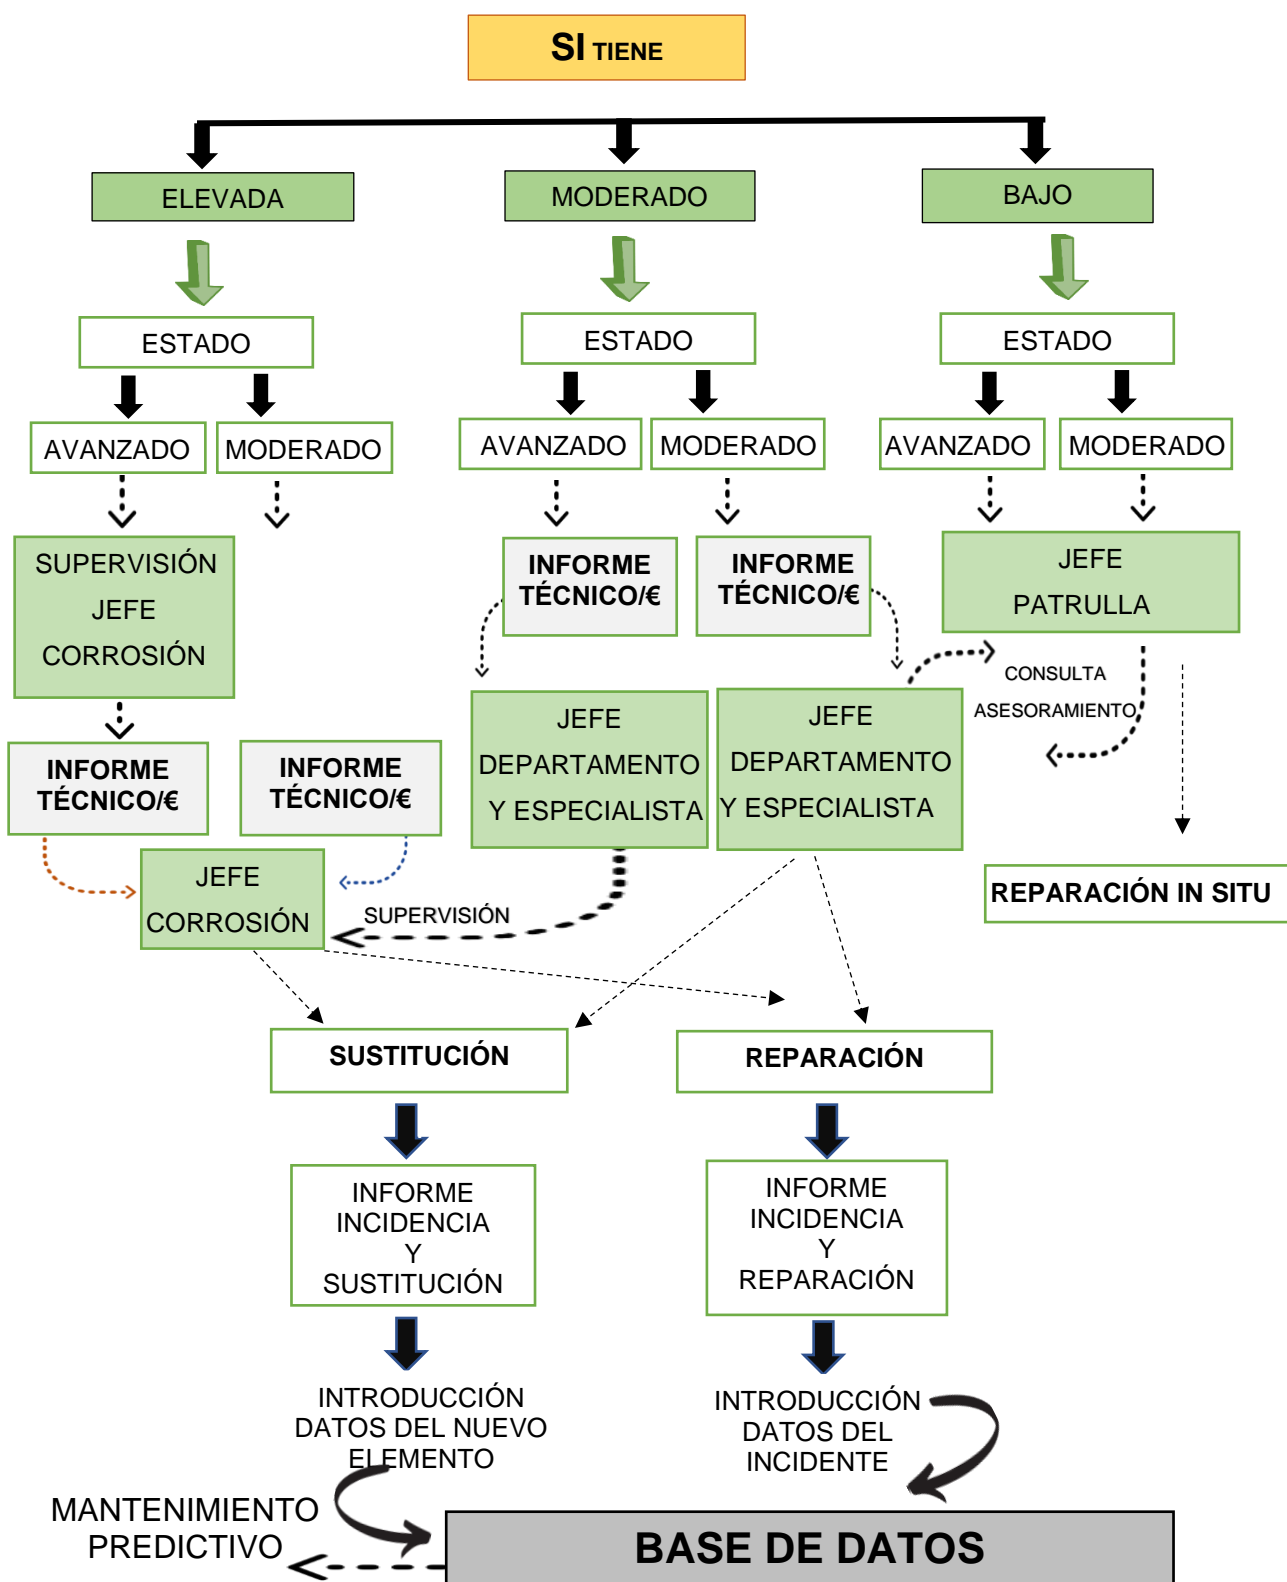 SI TIENE
ELEVADA
MODERADO
BAJO
ESTADO
ESTADO
ESTADO
AVANZADO
MODERADO
AVANZADO
MODERADO
AVANZADO
MODERADO
SUPERVISIÓN
JEFE
CORROSIÓN
INFORME
TÉCNICO/€
INFORME
TÉCNICO/€
JEFE
PATRULLA
CONSULTA
ASESORAMIENTO
JEFE
DEPARTAMENTO
Y ESPECIALISTA
JEFE
DEPARTAMENTO
Y ESPECIALISTA
INFORME
TÉCNICO/€
INFORME
TÉCNICO/€
JEFE
CORROSIÓN
SUPERVISIÓN
REPARACIÓN IN SITU
SUSTITUCIÓN
REPARACIÓN
INFORME
INCIDENCIA
Y
SUSTITUCIÓN
INFORME
INCIDENCIA
Y
REPARACIÓN
INTRODUCCIÓN
DATOS DEL NUEVO
ELEMENTO
INTRODUCCIÓN
DATOS DEL
INCIDENTE
MANTENIMIENTO
PREDICTIVO
BASE DE DATOS